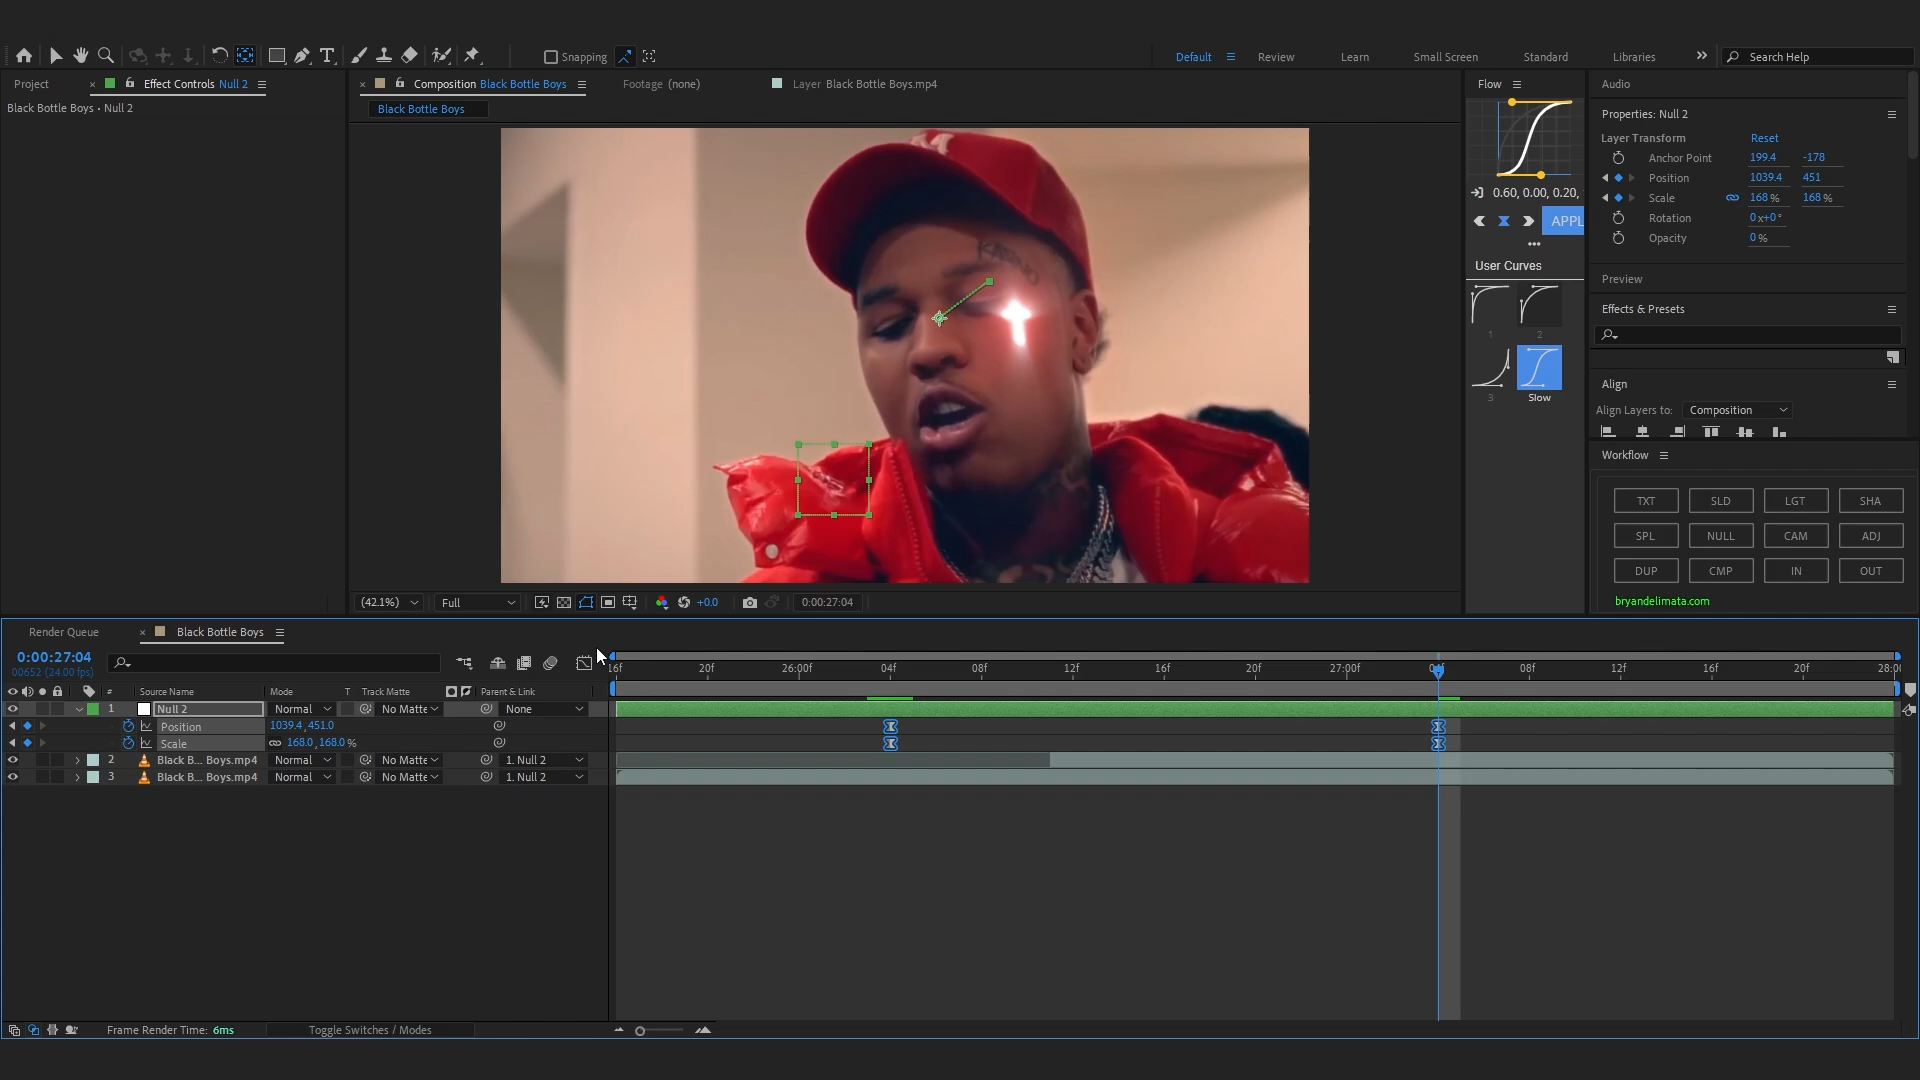 Snapping
Default
Review
Learn
Small Screen
Standard
Libraries
Search Help
Project
Effect Controls Null 2
Composition Black Bottle Boys
Footage (none)
Layer Black Bottle Boys.mp4
Flow
Audio
Black Bottle Boys • Null 2
Black Bottle Boys
Properties: Null 2
Layer Transform
Reset
Anchor Point
199.4
-178
Position
1039.4
451
Scale
168 %
168 %
Rotation
0x+0°
Opacity
0 %
0.60, 0.00, 0.20,
APPL
User Curves
1
2
3
Slow
Preview
Effects & Presets
Align
Align Layers to:
Composition
Workflow
TXT
SLD
LGT
SHA
SPL
NULL
CAM
ADJ
DUP
CMP
IN
OUT
bryandelimata.com
(42.1%)
Full
+0.0
0:00:27:04
Render Queue
Black Bottle Boys
0:00:27:04
00652 (24.00 fps)
16f
20f
26:00f
04f
08f
12f
16f
20f
27:00f
08f
12f
16f
20f
28:00
#
Source Name
Mode
T
Track Matte
Parent & Link
1
Null 2
Normal
No Matte
None
Position
1039.4,451.0
Scale
168.0,168.0%
2
Black B... Boys.mp4
Normal
No Matte
1. Null 2
3
Black B... Boys.mp4
Normal
No Matte
1. Null 2
Frame Render Time: 6ms
Toggle Switches / Modes